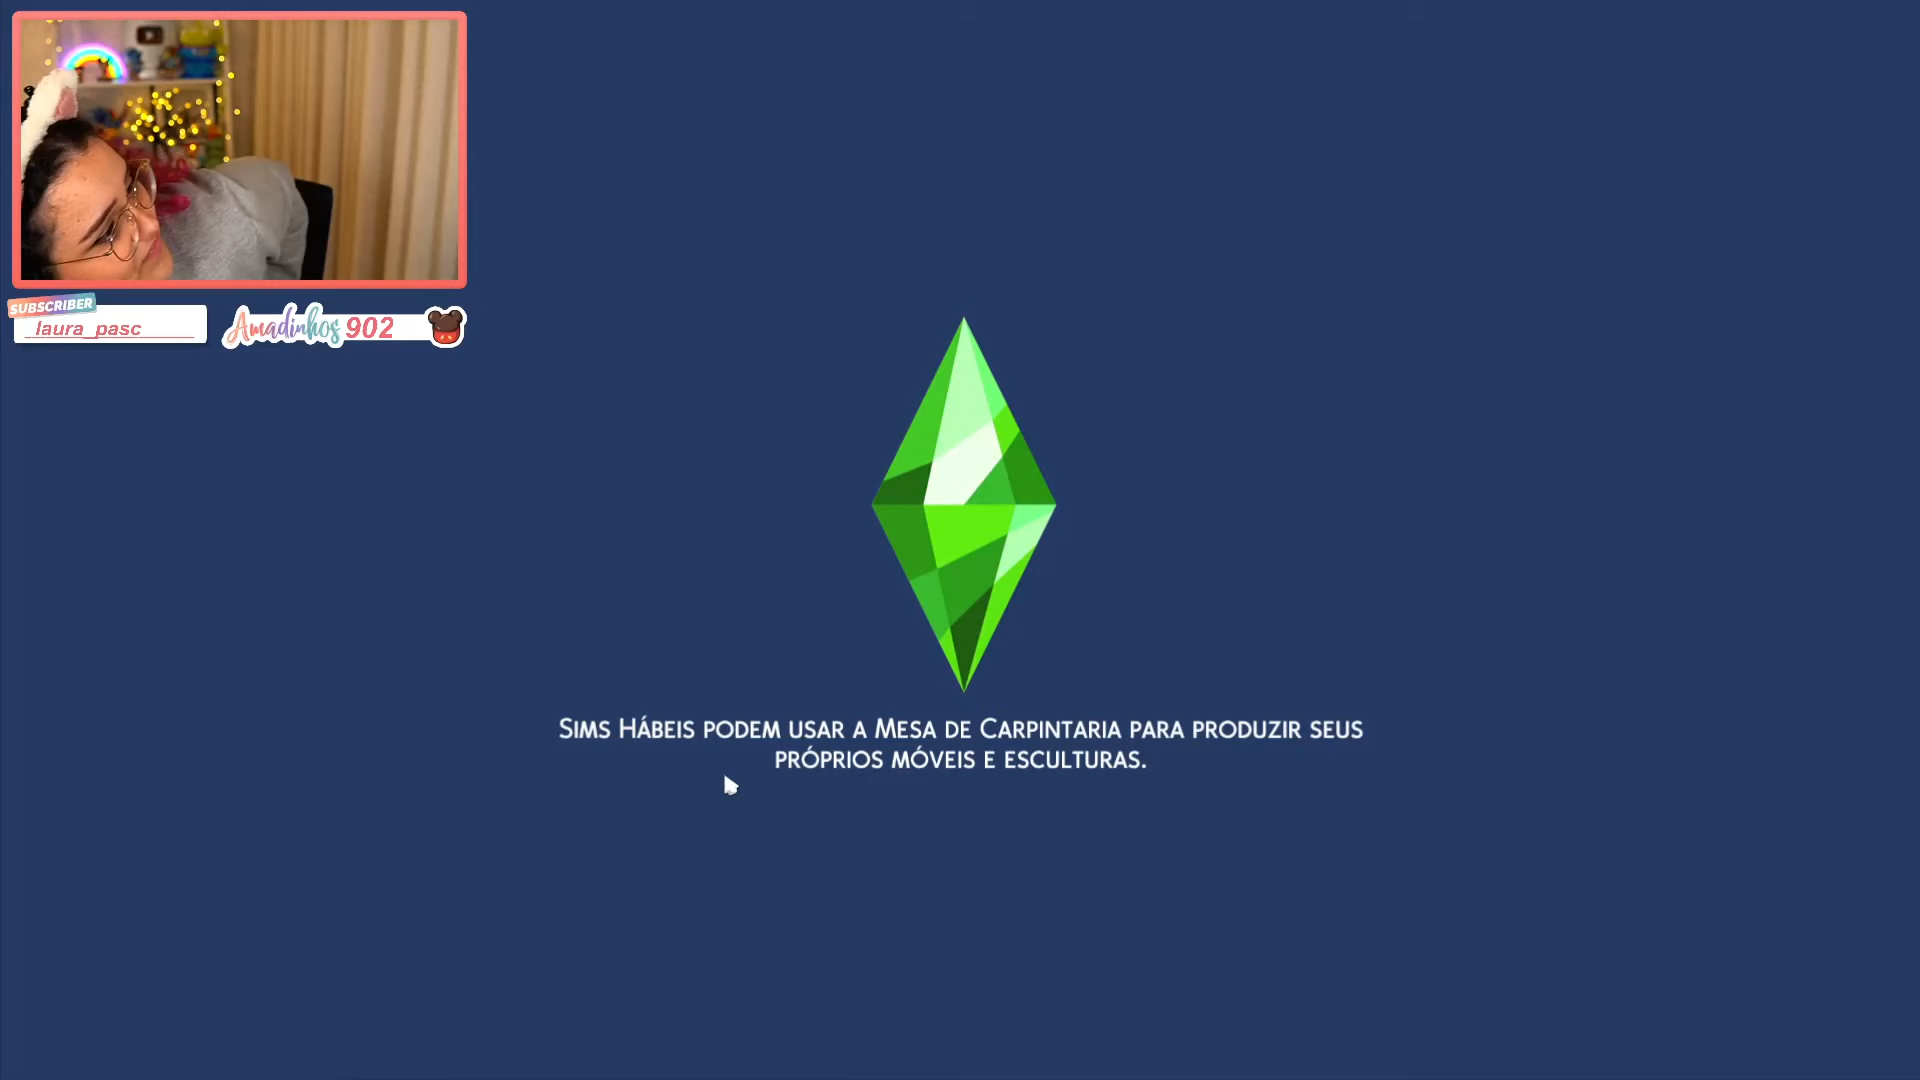 SUBSCRIBER
laura_pasc
Amadinhos 902
SIMS HÁBEIS PODEM USAR A MESA DE CARPINTARIA PARA PRODUZIR SEUS
PRÓPRIOS MÓVEIS E ESCULTURAS.